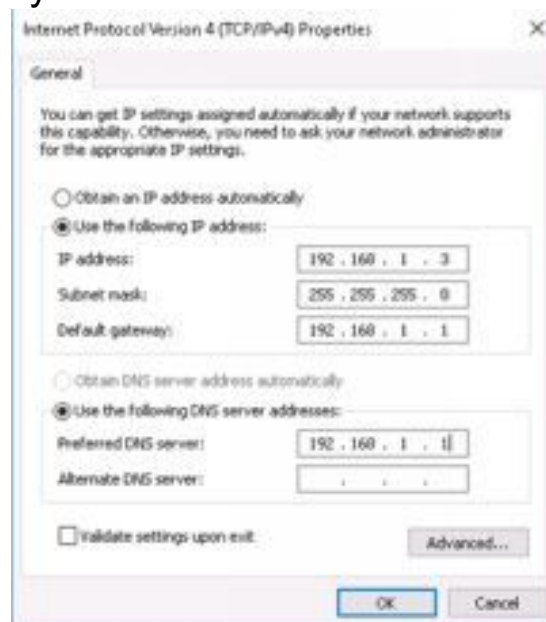 Internet Protocol Version 4 (TCP/IPv4) Properties
General
You can get IP settings assigned automatically if your network supports
this capability. Otherwise, you need to ask your network administrator
for the appropriate IP settings.
Obtain an IP address automatically
Use the following IP address:
IP address: 192 . 168 . 1 . 3
Subnet mask: 255 . 255 . 255 . 0
Default gateway: 192 . 168 . 1 . 1
Obtain DNS server address automatically
Use the following DNS server addresses:
Preferred DNS server: 192 . 168 . 1 . 1
Alternate DNS server: . . .
Validate settings upon exit
Advanced...
OK Cancel